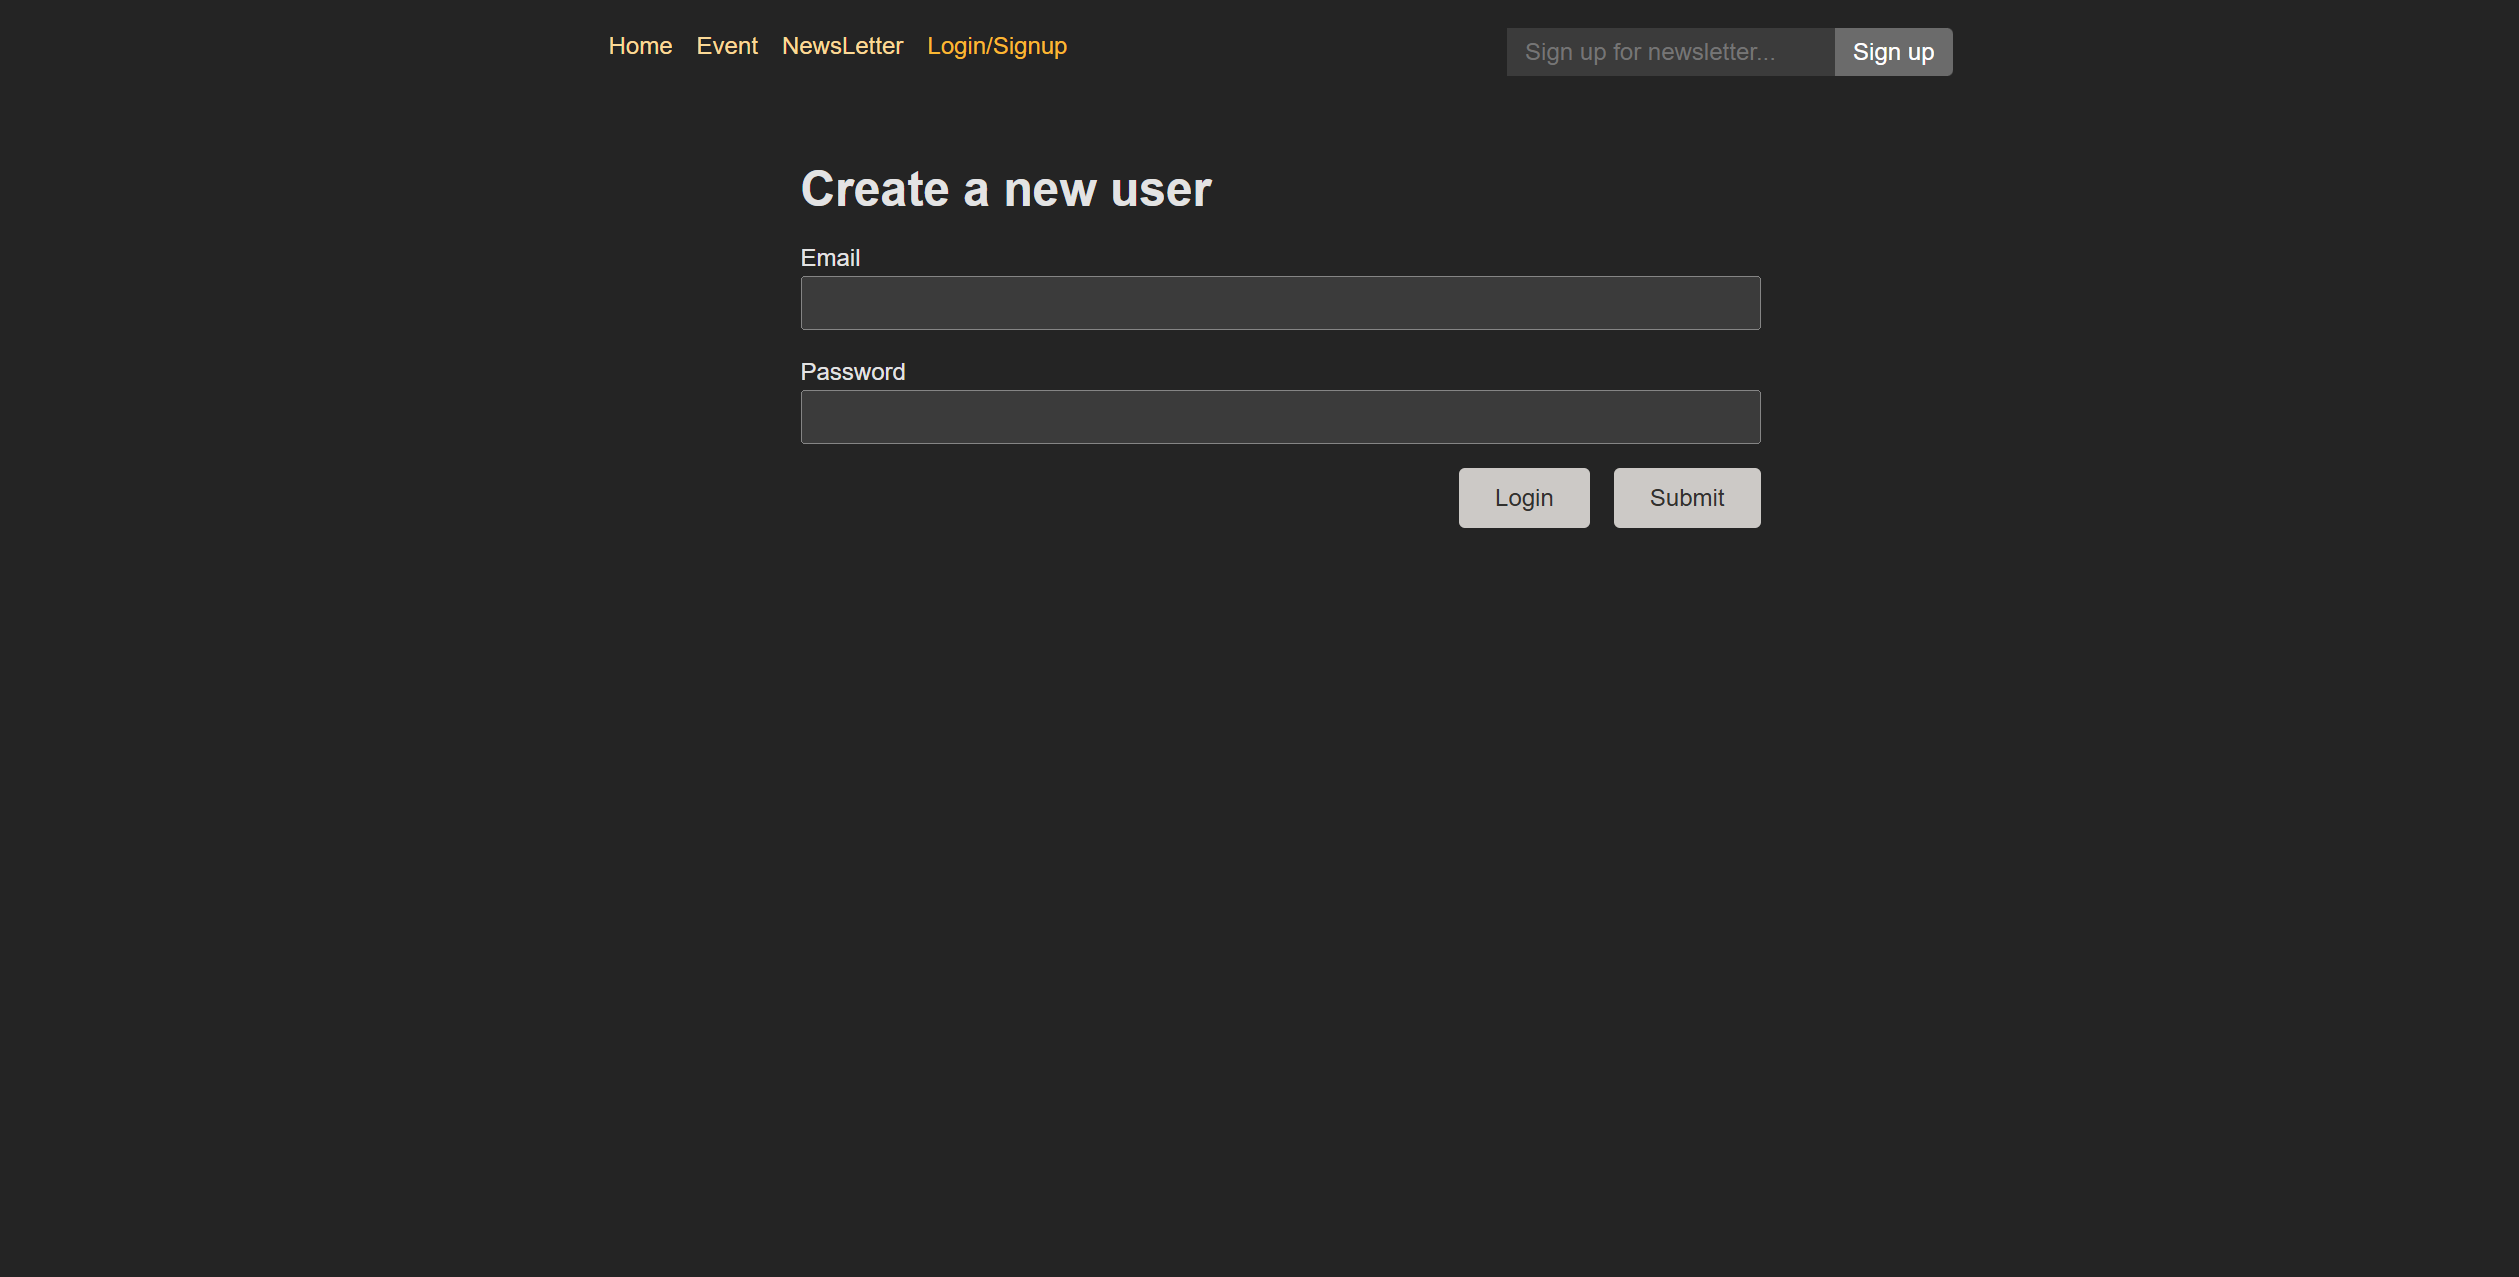 Home Event NewsLetter Login/Signup Sign up for newsletter... Sign up
Create a new user
Email
Password
Login Submit